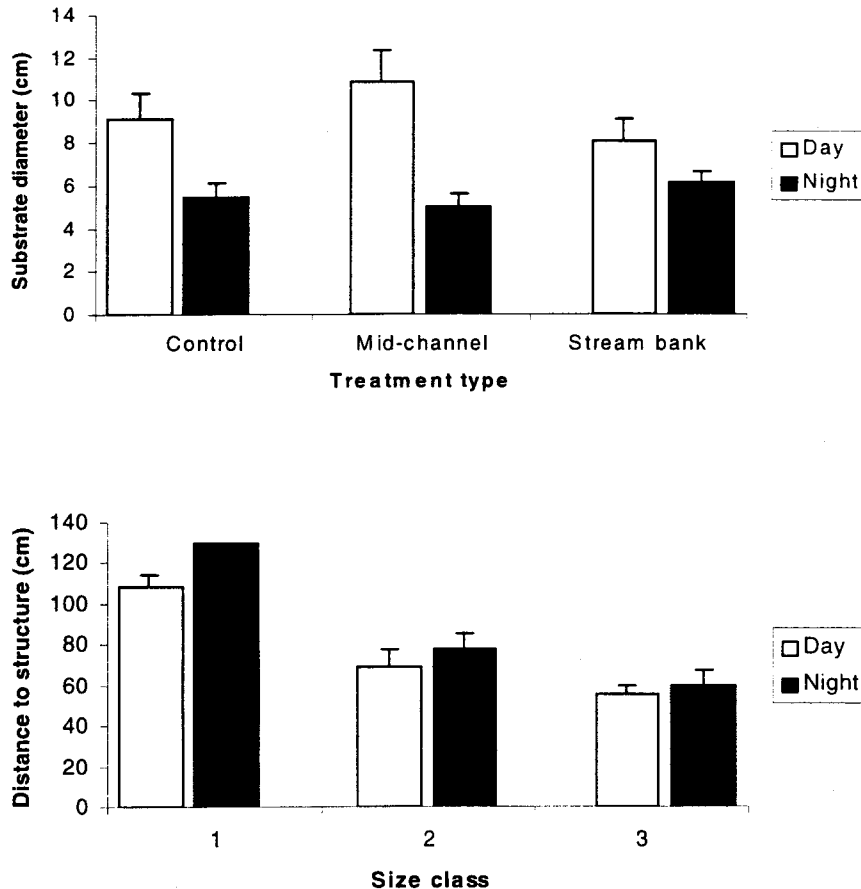 14
12
10
8
6
4
2
0
Substrate diameter (cm)
Control Mid-channel Stream bank
Treatment type
Day
Night
140
120
100
80
60
40
20
0
Distance to structure (cm)
1 2 3
Size class
Day
Night